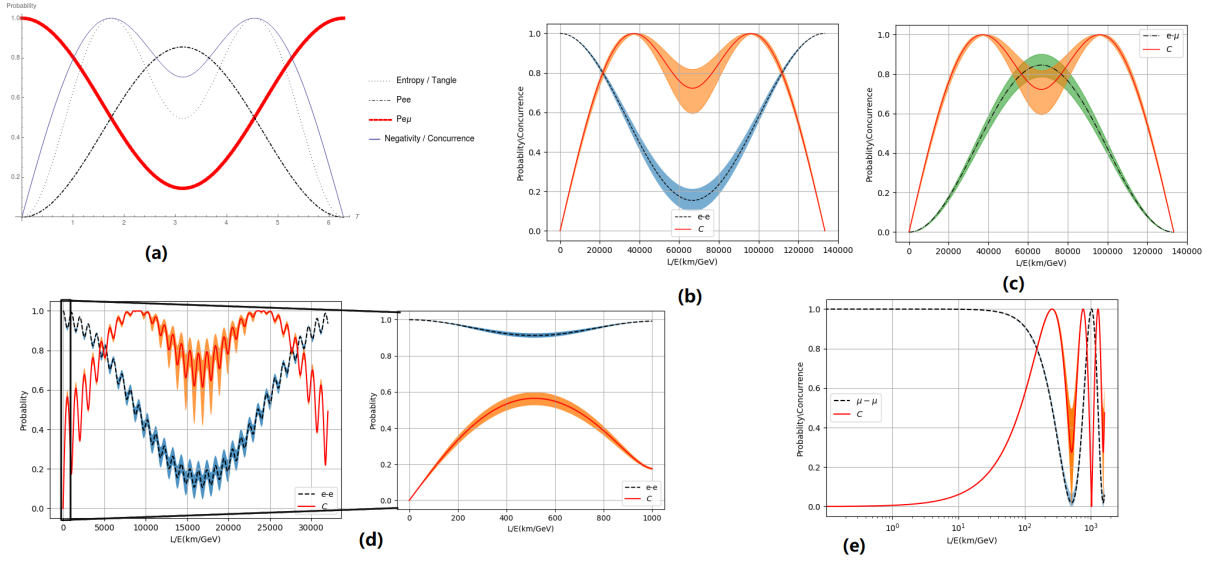 Probability
1.0
0.8
0.6
0.4
0.2
1 2 3 4 5 6 T
Entropy / Tangle
Pee
Peμ
Negativity / Concurrence
(a)
Probablity\Concurrence
1.0
0.8
0.6
0.4
0.2
0.0
e-e
C
0 20000 40000 60000 80000 100000 120000 140000
L/E(km/GeV)
(b)
Probablity\Concurrence
1.0
0.8
0.6
0.4
0.2
0.0
e-μ
C
0 20000 40000 60000 80000 100000 120000 140000
L/E(km/GeV)
(c)
Probablity
1.0
0.8
0.6
0.4
0.2
0.0
e-e
C
0 5000 10000 15000 20000 25000 30000
L/E(km/GeV)
Probablity
1.0
0.8
0.6
0.4
0.2
0.0
e-e
C
0 200 400 600 800 1000
L/E(km/GeV)
(d)
Probablity\Concurrence
1.0
0.8
0.6
0.4
0.2
0.0
μ − μ
C
10⁰ 10¹ 10² 10³
L/E(km/GeV)
(e)